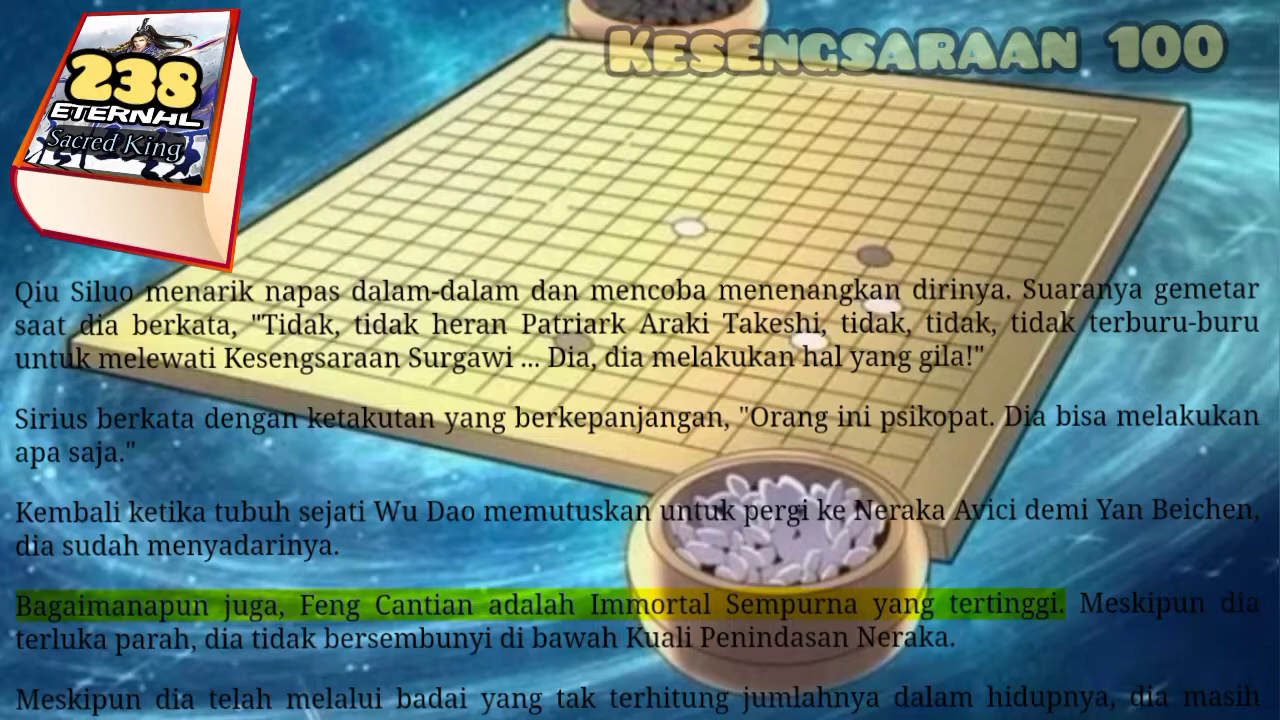 KESENGSARAAN 100
238
ETERNAL
Sacred King
Qiu Siluo menarik napas dalam-dalam dan mencoba menenangkan dirinya. Suaranya gemetar
saat dia berkata, "Tidak, tidak heran Patriark Araki Takeshi, tidak, tidak, tidak terburu-buru
untuk melewati Kesengsaraan Surgawi ... Dia, dia melakukan hal yang gila!"
Sirius berkata dengan ketakutan yang berkepanjangan, "Orang ini psikopat. Dia bisa melakukan
apa saja."
Kembali ketika tubuh sejati Wu Dao memutuskan untuk pergi ke Neraka Avici demi Yan Beichen,
dia sudah menyadarinya.
Bagaimanapun juga, Feng Cantian adalah Immortal Sempurna yang tertinggi. Meskipun dia
terluka parah, dia tidak bersembunyi di bawah Kuali Penindasan Neraka.
Meskipun dia telah melalui badai yang tak terhitung jumlahnya dalam hidupnya, dia masih